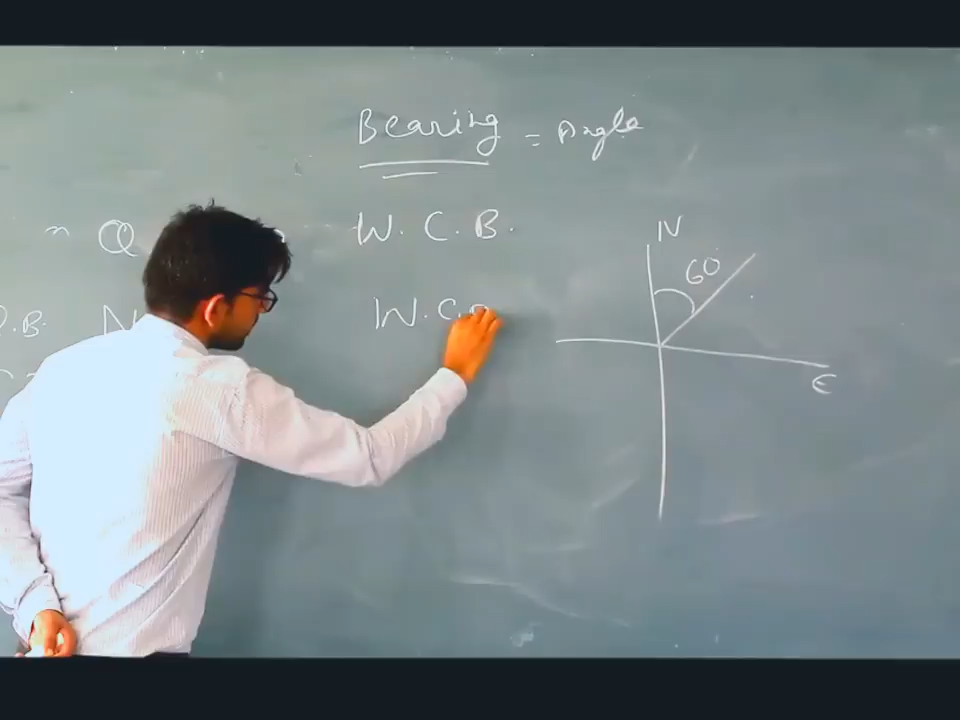 Bearing = Angle
Q W.C.B.
B. N W.C.B
N
60°
E